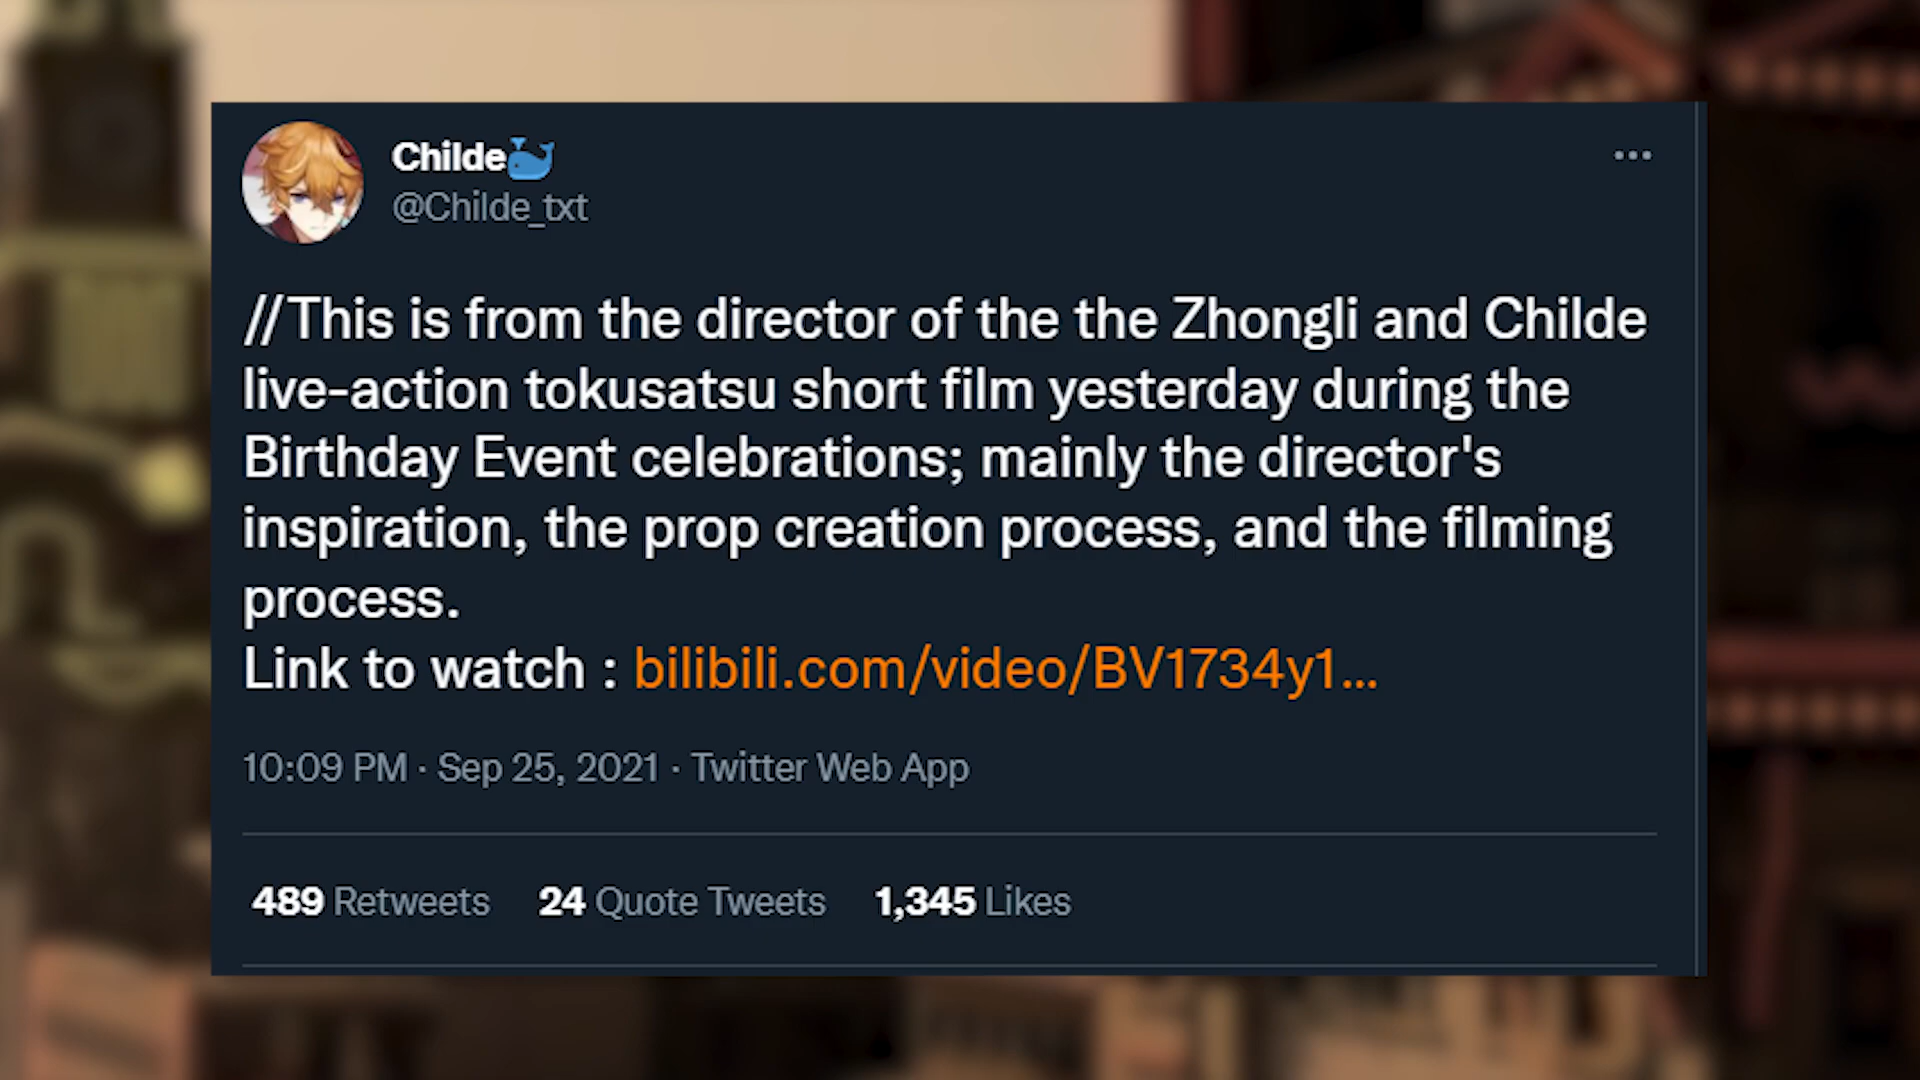 Childe🐳
@Childe_txt
//This is from the director of the the Zhongli and Childe
live-action tokusatsu short film yesterday during the
Birthday Event celebrations; mainly the director's
inspiration, the prop creation process, and the filming
process.
Link to watch : bilibili.com/video/BV1734y1...
10:09 PM · Sep 25, 2021 · Twitter Web App
489 Retweets 24 Quote Tweets 1,345 Likes